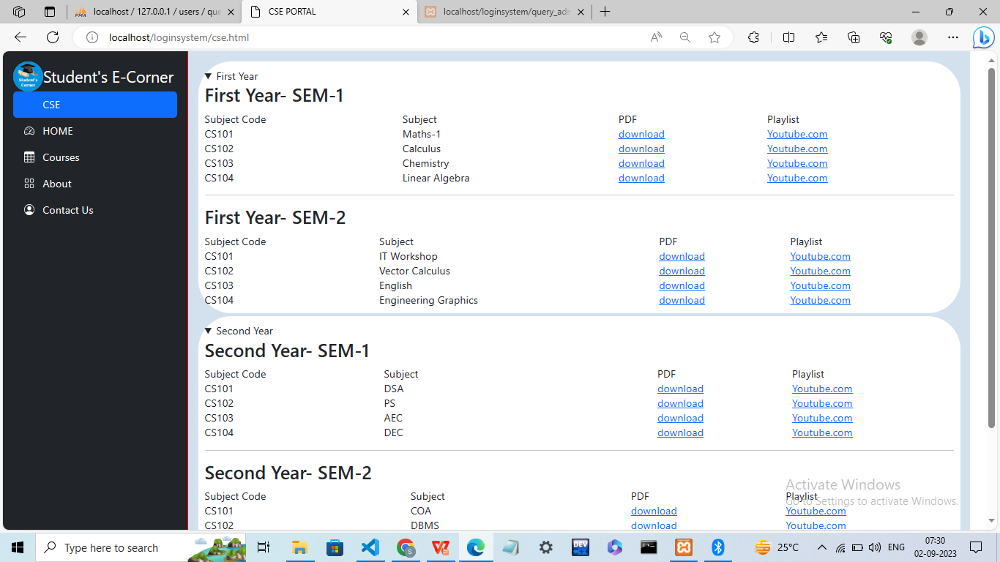 localhost / 127.0.0.1 / users / que
CSE PORTAL
localhost/loginsystem/query_adm
localhost/loginsystem/cse.html
Student's E-Corner
Student's
Corner
CSE
HOME
Courses
About
Contact Us
First Year
First Year- SEM-1
Subject Code Subject PDF Playlist
CS101 Maths-1 download Youtube.com
CS102 Calculus download Youtube.com
CS103 Chemistry download Youtube.com
CS104 Linear Algebra download Youtube.com
First Year- SEM-2
Subject Code Subject PDF Playlist
CS101 IT Workshop download Youtube.com
CS102 Vector Calculus download Youtube.com
CS103 English download Youtube.com
CS104 Engineering Graphics download Youtube.com
Second Year
Second Year- SEM-1
Subject Code Subject PDF Playlist
CS101 DSA download Youtube.com
CS102 PS download Youtube.com
CS103 AEC download Youtube.com
CS104 DEC download Youtube.com
Second Year- SEM-2
Subject Code Subject PDF Playlist
CS101 COA download Youtube.com
CS102 DBMS download Youtube.com
Activate Windows
Go to Settings to activate Windows.
Type here to search
25°C
ENG
07:30
02-09-2023